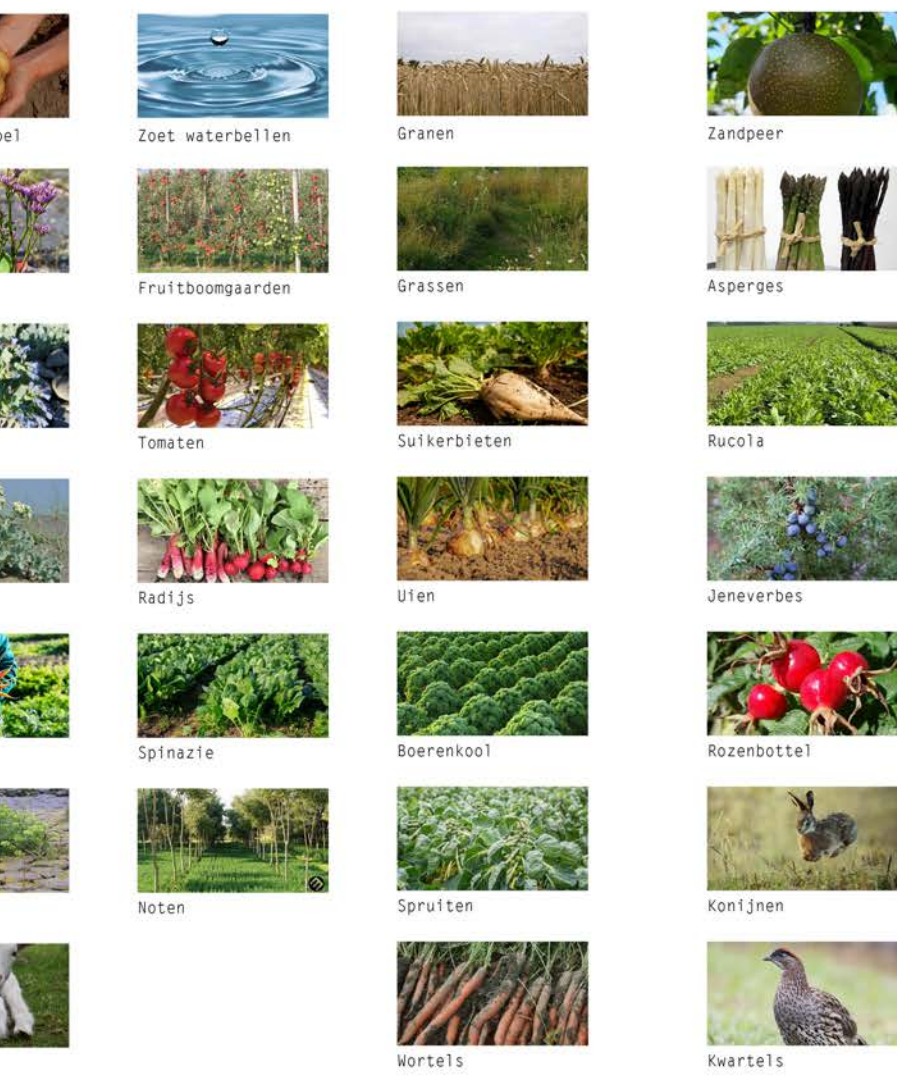 Zoet waterbellen
Granen
Zandpeer
Fruitboomgaarden
Grassen
Asperges
Tomaten
Suikerbieten
Rucola
Radijs
Uien
Jeneverbes
Spinazie
Boerenkool
Rozenbottel
Noten
Spruiten
Konijnen
Wortels
Kwartels